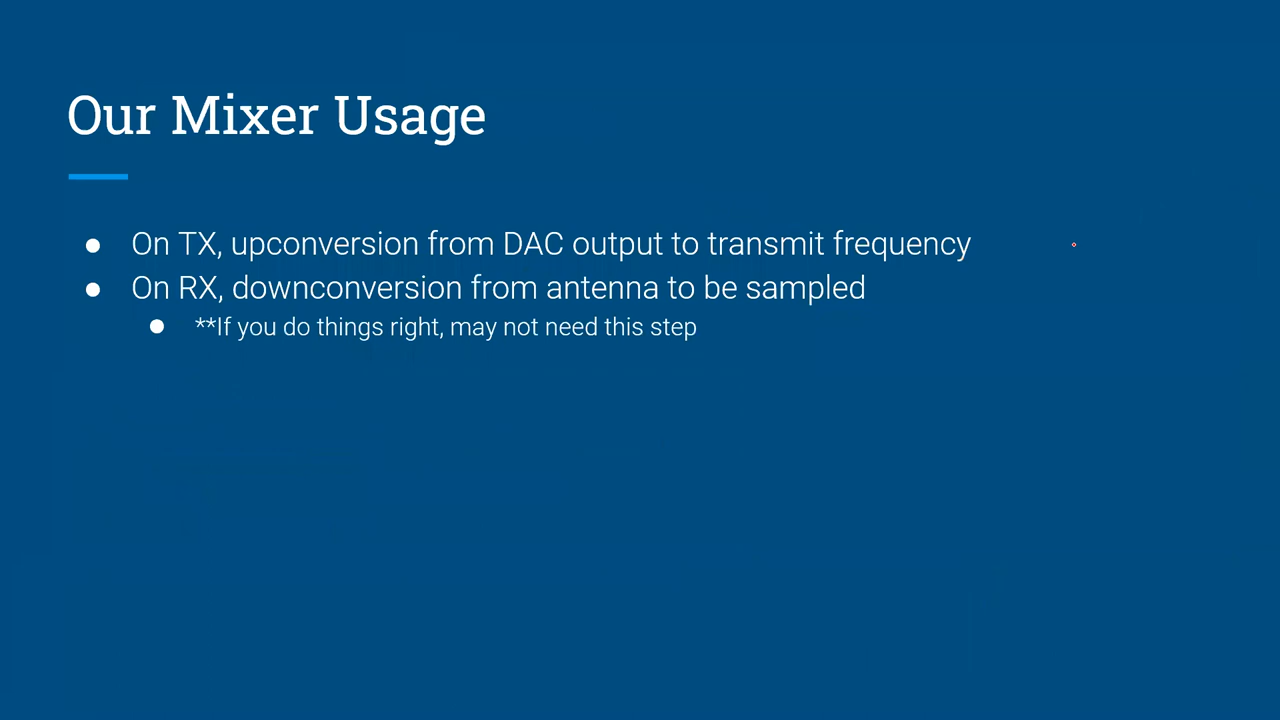 Our Mixer Usage
● On TX, upconversion from DAC output to transmit frequency
● On RX, downconversion from antenna to be sampled
● **If you do things right, may not need this step